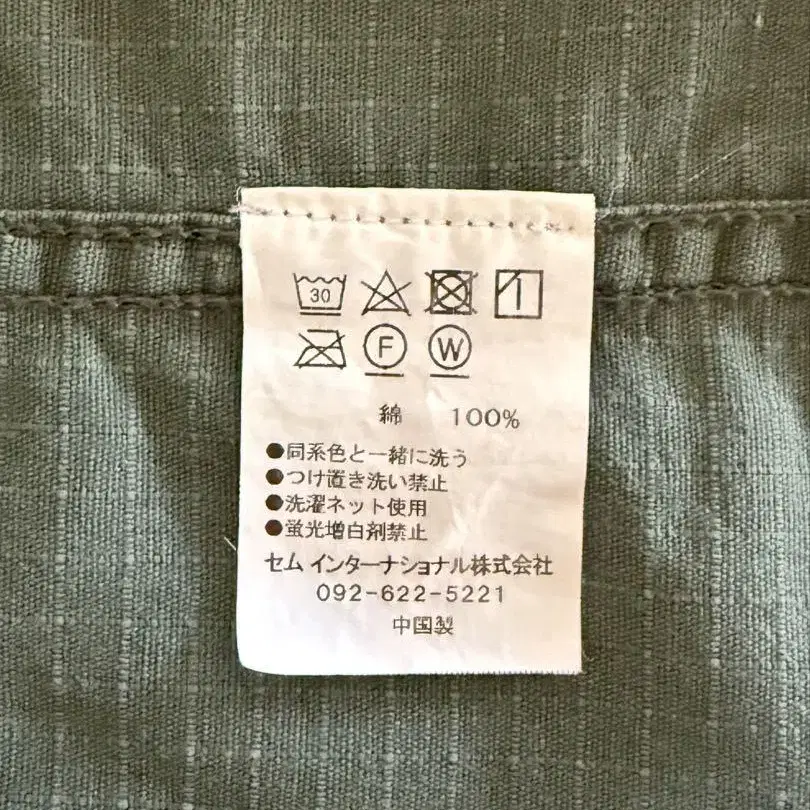 30
F W
綿 100%
●同系色と一緒に洗う
●つけ置き洗い禁止
●洗濯ネット使用
●蛍光増白剤禁止
セム インターナショナル株式会社
092-622-5221
中国製